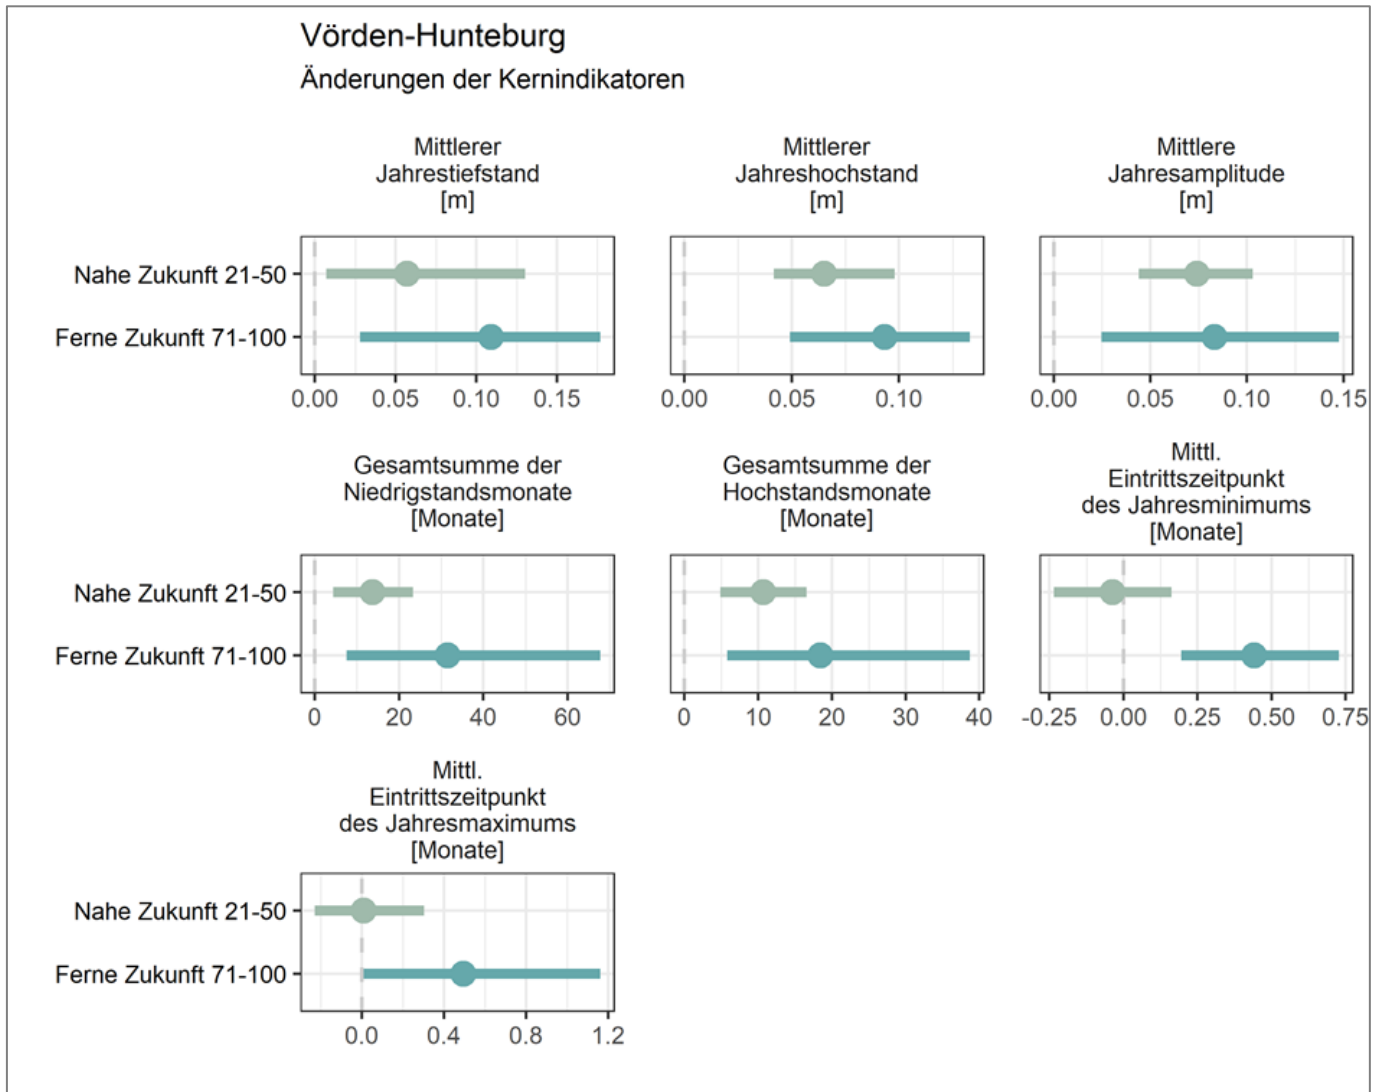 Vörden-Hunteburg
Änderungen der Kernindikatoren
Mittlerer
Jahrestiefstand
[m]
Mittlerer
Jahreshochstand
[m]
Mittlere
Jahresamplitude
[m]
Nahe Zukunft 21-50
Ferne Zukunft 71-100
0.00 0.05 0.10 0.15
0.00 0.05 0.10
0.00 0.05 0.10 0.15
Gesamtsumme der
Niedrigstandsmonate
[Monate]
Gesamtsumme der
Hochstandsmonate
[Monate]
Mittl.
Eintrittszeitpunkt
des Jahresminimums
[Monate]
Nahe Zukunft 21-50
Ferne Zukunft 71-100
0 20 40 60
0 10 20 30 40
-0.25 0.00 0.25 0.50 0.75
Mittl.
Eintrittszeitpunkt
des Jahresmaximums
[Monate]
Nahe Zukunft 21-50
Ferne Zukunft 71-100
0.0 0.4 0.8 1.2